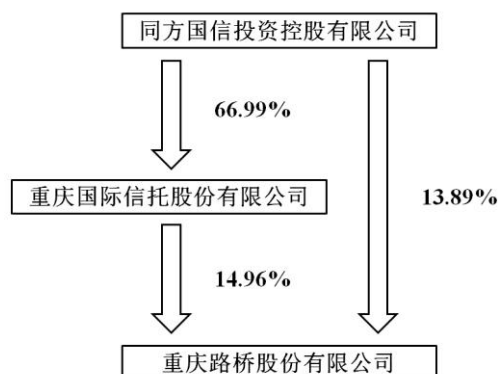 同方国信投资控股有限公司
66.99%
重庆国际信托股份有限公司
13.89%
14.96%
重庆路桥股份有限公司